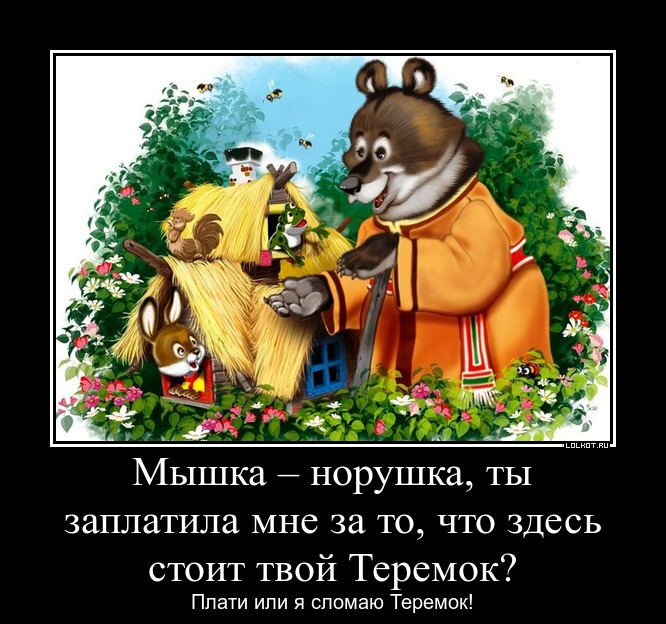 LOLKOT.RU
Мышка – норушка, ты
заплатила мне за то, что здесь
стоит твой Теремок?
Плати или я сломаю Теремок!